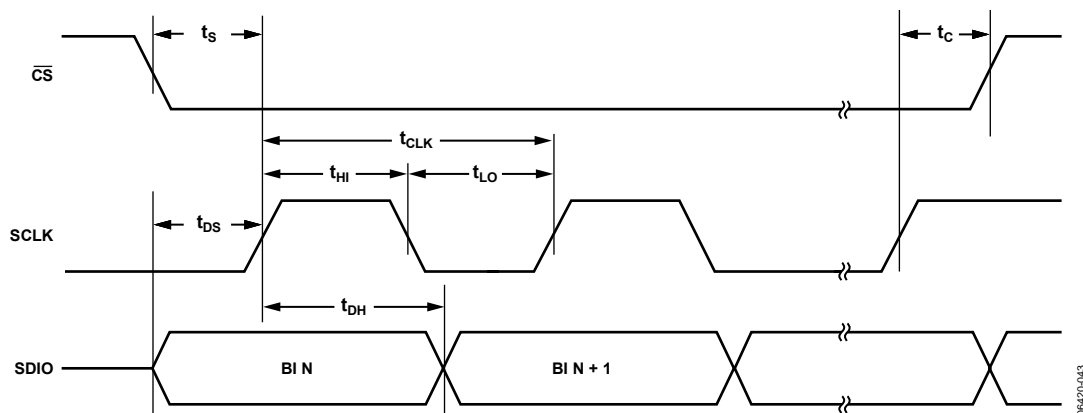 tS
tC
CS
tCLK
tHI
tLO
tDS
SCLK
tDH
SDIO
BI N
BI N + 1
06420-043